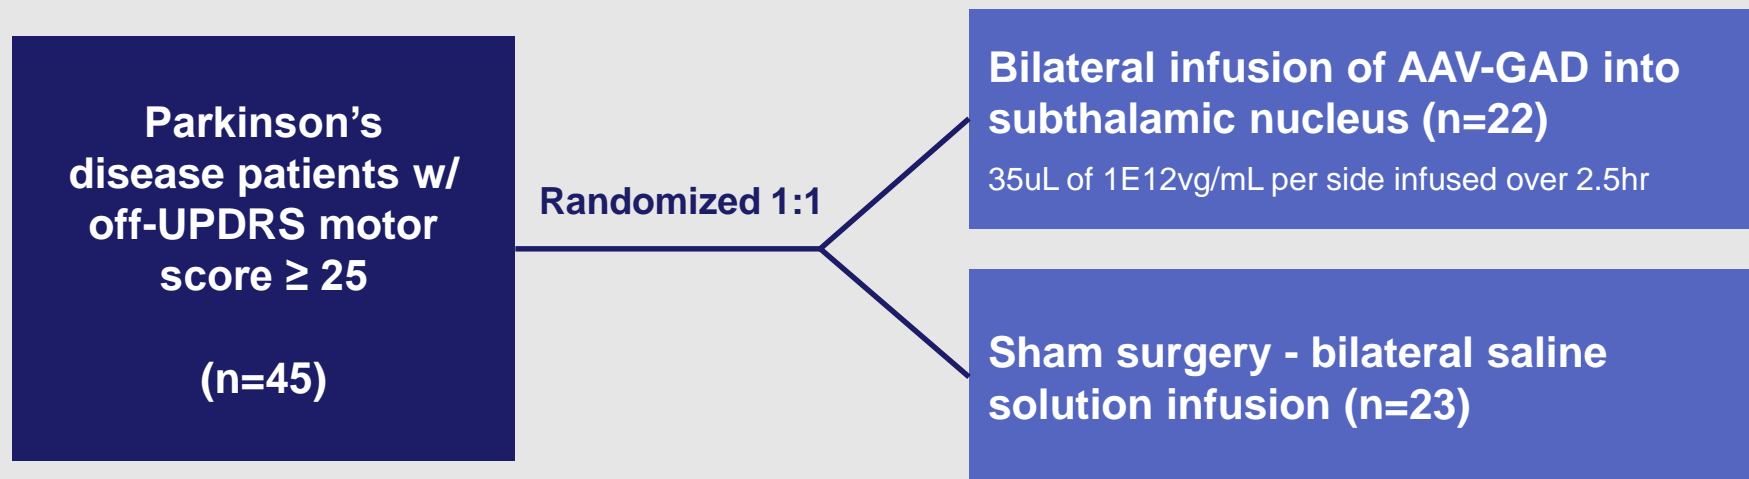 Parkinson’s
disease patients w/
off-UPDRS motor
score ≥ 25
(n=45)
Randomized 1:1
Bilateral infusion of AAV-GAD into
subthalamic nucleus (n=22)
35uL of 1E12vg/mL per side infused over 2.5hr
Sham surgery - bilateral saline
solution infusion (n=23)